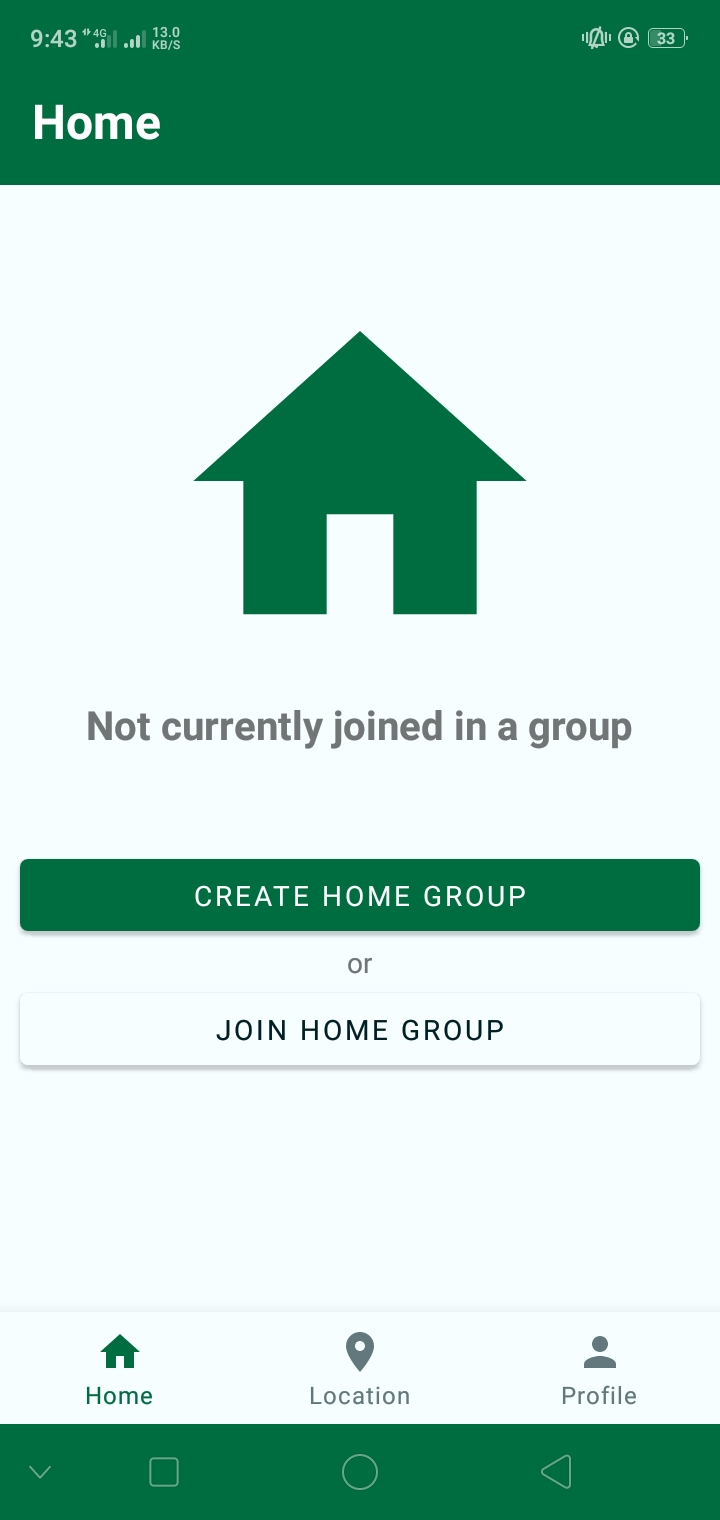 9:43 4G 13.0 KB/S 33
Home
Not currently joined in a group
CREATE HOME GROUP
or
JOIN HOME GROUP
Home Location Profile